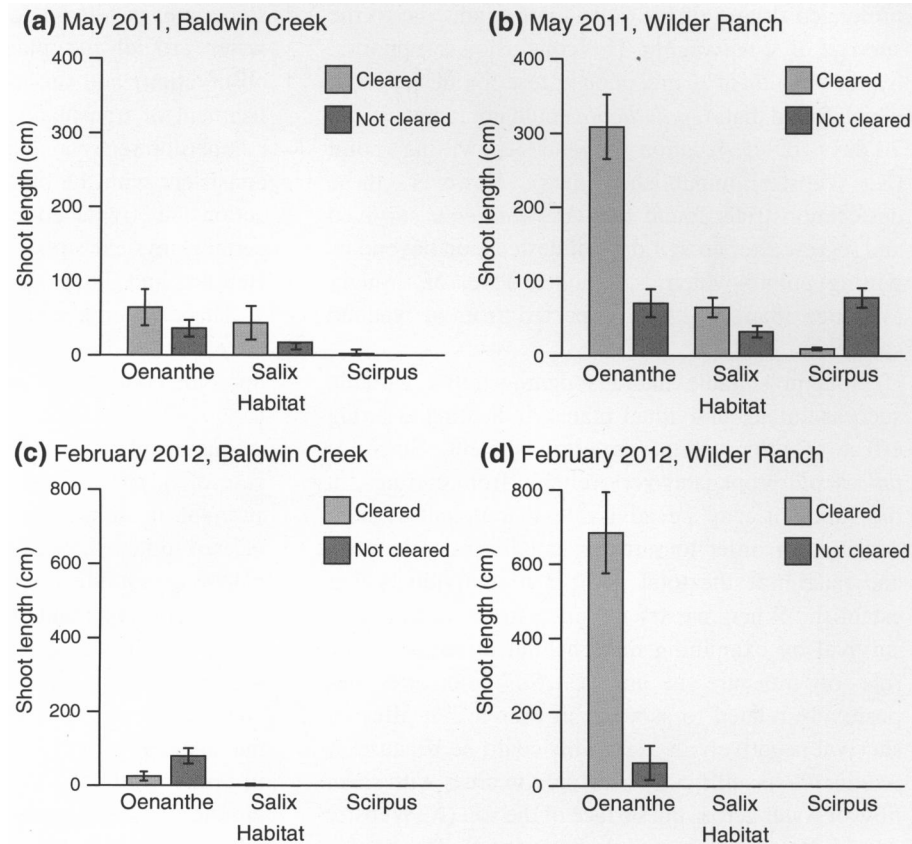 (a) May 2011, Baldwin Creek
400
300
200
100
0
Shoot length (cm)
Cleared
Not cleared
Oenanthe Salix Scirpus
Habitat
(b) May 2011, Wilder Ranch
400
300
200
100
0
Shoot length (cm)
Cleared
Not cleared
Oenanthe Salix Scirpus
Habitat
(c) February 2012, Baldwin Creek
800
600
400
200
0
Shoot length (cm)
Cleared
Not cleared
Oenanthe Salix Scirpus
Habitat
(d) February 2012, Wilder Ranch
800
600
400
200
0
Shoot length (cm)
Cleared
Not cleared
Oenanthe Salix Scirpus
Habitat